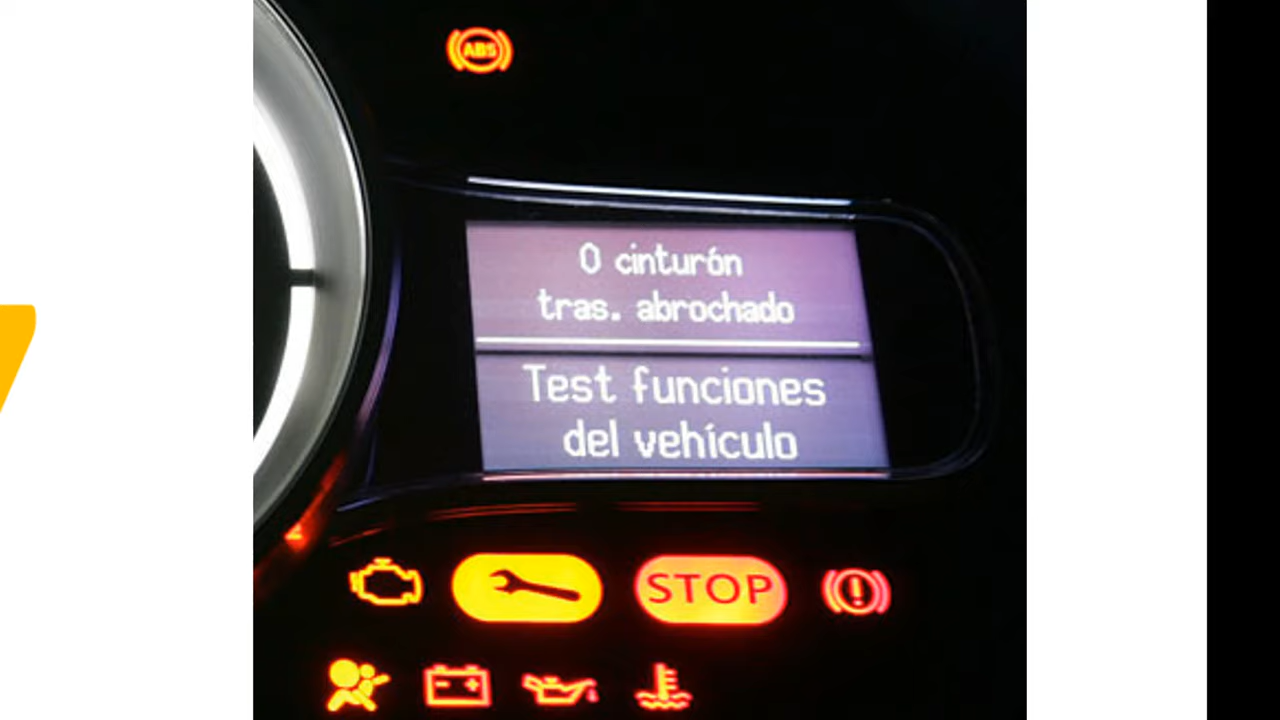 ABS
0 cinturón
tras. abrochado
Test funciones
del vehículo
STOP